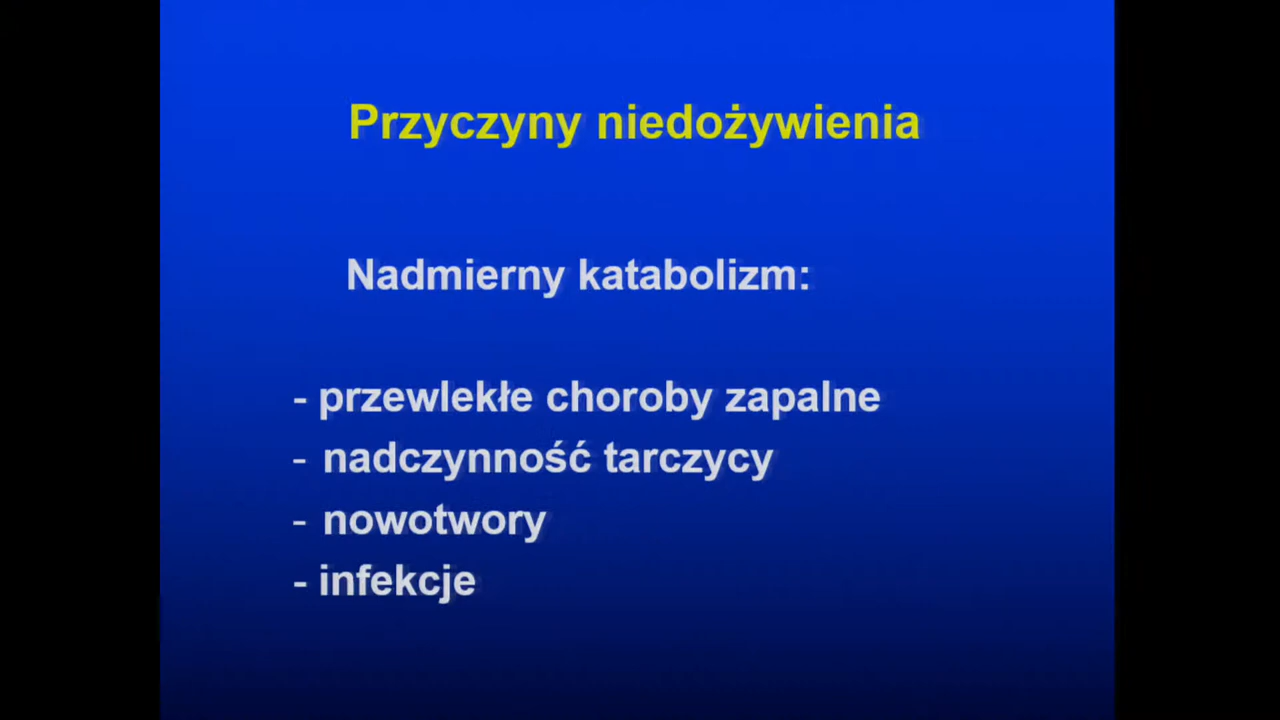 Przyczyny niedożywienia
Nadmierny katabolizm:
- przewlekłe choroby zapalne
- nadczynność tarczycy
- nowotwory
- infekcje